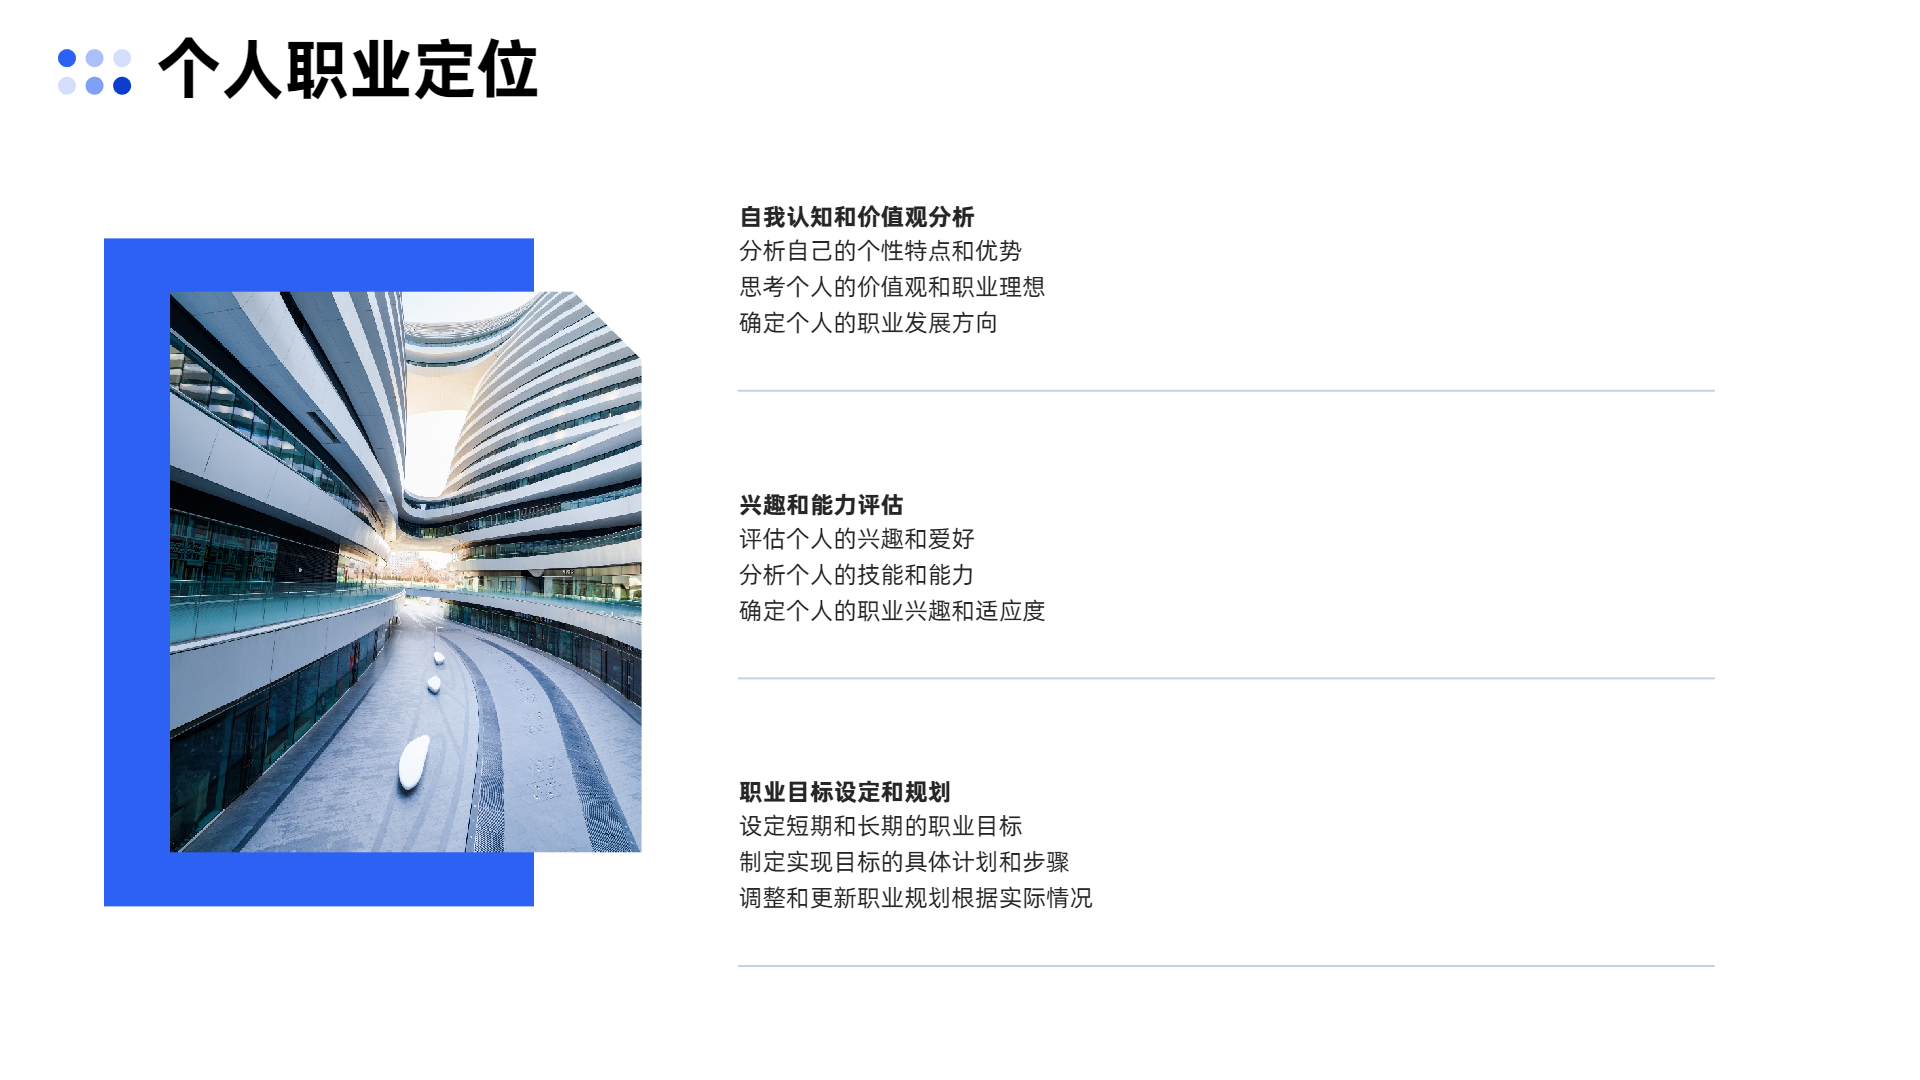 个人职业定位
自我认知和价值观分析
分析自己的个性特点和优势
思考个人的价值观和职业理想
确定个人的职业发展方向
兴趣和能力评估
评估个人的兴趣和爱好
分析个人的技能和能力
确定个人的职业兴趣和适应度
职业目标设定和规划
设定短期和长期的职业目标
制定实现目标的具体计划和步骤
调整和更新职业规划根据实际情况